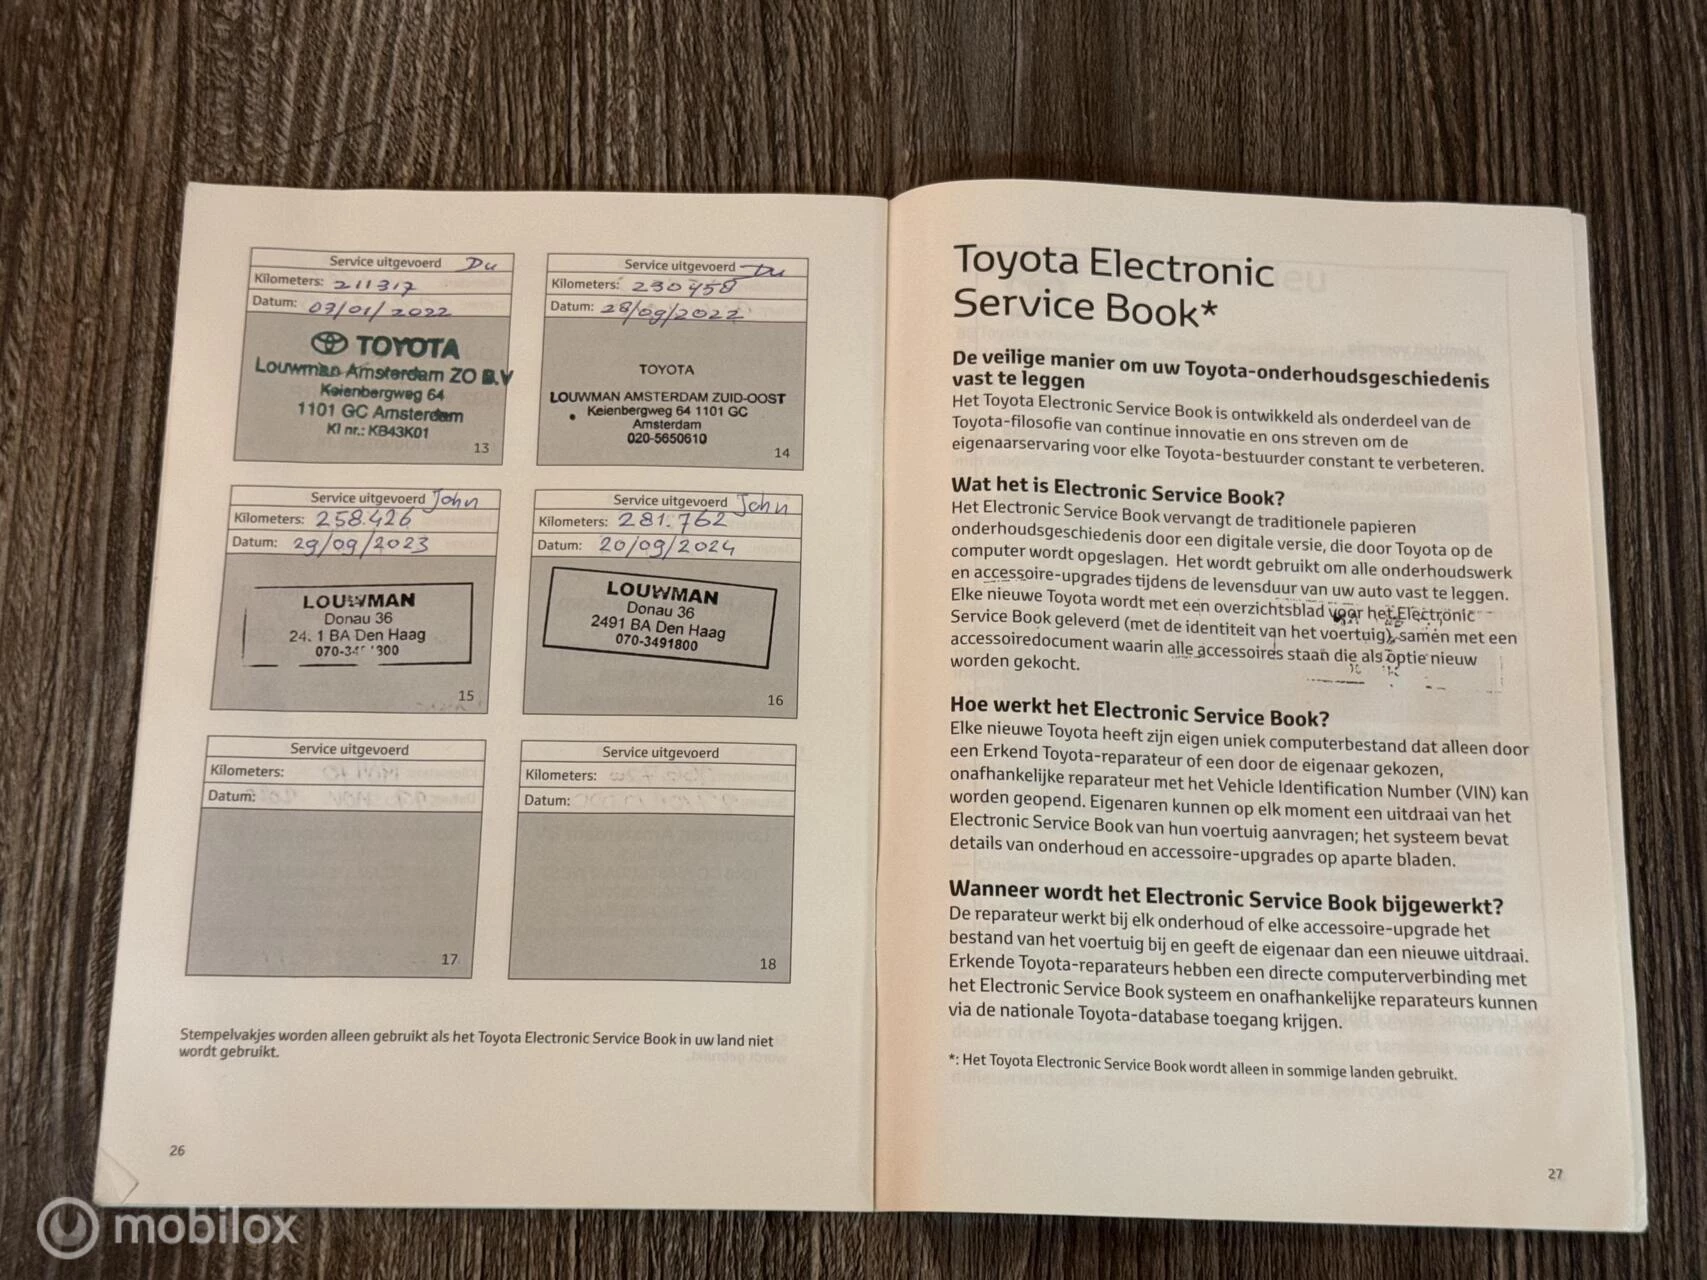 Service uitgevoerd Du
Kilometers: 211317
Datum: 07/01/2022
TOYOTA
Louwman Amsterdam ZO B.V
Keienbergweg 64
1101 GC Amsterdam
KI nr.: KB43K01
13
Service uitgevoerd Du
Kilometers: 230458
Datum: 28/09/2022
TOYOTA
LOUWMAN AMSTERDAM ZUID-OOST
Keienbergweg 64 1101 GC
Amsterdam
020-5650610
14
Service uitgevoerd John
Kilometers: 258.426
Datum: 29/09/2023
LOUWMAN
Donau 36
BA Den Haag
15
Service uitgevoerd John
Kilometers: 281.762
Datum: 20/09/2024
LOUWMAN
Donau 36
2491 BA Den Haag
070-3491800
16
Service uitgevoerd
Kilometers:
Datum:
17
Service uitgevoerd
Kilometers:
Datum:
18
Stempelvakjes worden alleen gebruikt als het Toyota Electronic Service Book in uw land niet
wordt gebruikt.
26
Toyota Electronic
Service Book*
De veilige manier om uw Toyota-onderhoudsgeschiedenis
vast te leggen
Het Toyota Electronic Service Book is ontwikkeld als onderdeel van de
Toyota-filosofie van continue innovatie en ons streven om de
eigenaarservaring voor elke Toyota-bestuurder constant te verbeteren.
Wat het is Electronic Service Book?
Het Electronic Service Book vervangt de traditionele papieren
onderhoudsgeschiedenis door een digitale versie, die door Toyota op de
computer wordt opgeslagen. Het wordt gebruikt om alle onderhoudswerk
en accessoire-upgrades tijdens de levensduur van uw auto vast te leggen.
Elke nieuwe Toyota wordt met een overzichtsblad voor het Electronic
Service Book geleverd (met de identiteit van het voertuig), samen met een
accessoiredocument waarin alle accessoires staan die als optie nieuw
worden gekocht.
Hoe werkt het Electronic Service Book?
Elke nieuwe Toyota heeft zijn eigen uniek computerbestand dat alleen door
een Erkend Toyota-reparateur of een door de eigenaar gekozen,
onafhankelijke reparateur met het Vehicle Identification Number (VIN) kan
worden geopend. Eigenaren kunnen op elk moment een uitdraai van het
Electronic Service Book van hun voertuig aanvragen; het systeem bevat
details van onderhoud en accessoire-upgrades op aparte bladen.
Wanneer wordt het Electronic Service Book bijgewerkt?
De reparateur werkt bij elk onderhoud of elke accessoire-upgrade het
bestand van het voertuig bij en geeft de eigenaar dan een nieuwe uitdraai.
Erkende Toyota-reparateurs hebben een directe computerverbinding met
het Electronic Service Book systeem en onafhankelijke reparateurs kunnen
via de nationale Toyota-database toegang krijgen.
*: Het Toyota Electronic Service Book wordt alleen in sommige landen gebruikt.
27
mobilox